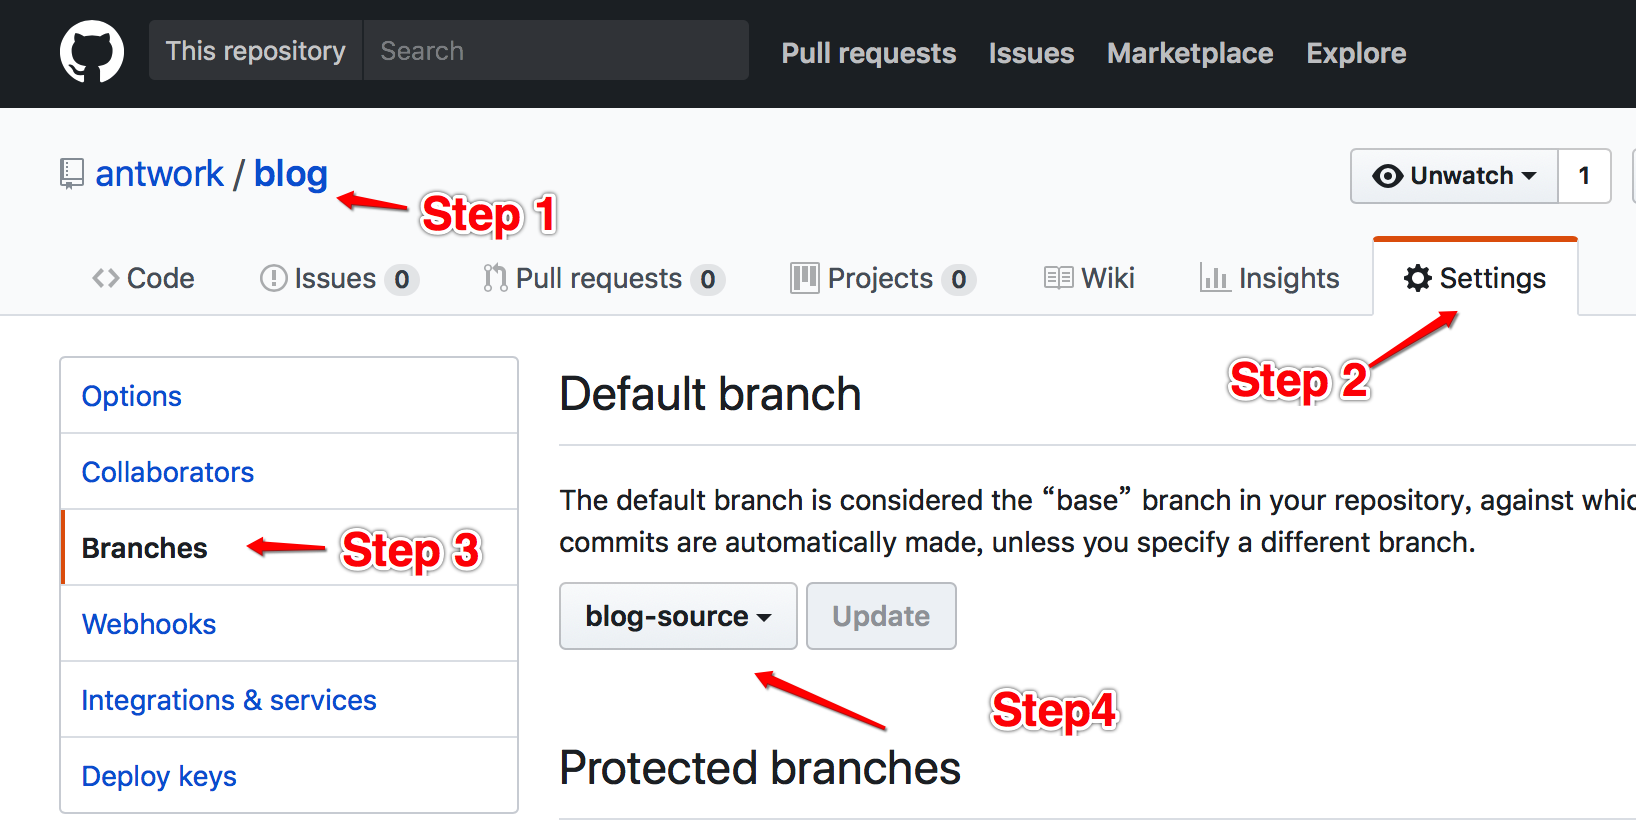 This repository Search Pull requests Issues Marketplace Explore
antwork / blog
Unwatch 1
Step 1
Code Issues 0 Pull requests 0 Projects 0 Wiki Insights Settings
Step 2
Options
Collaborators
Branches
Step 3
Webhooks
Integrations & services
Deploy keys
Default branch
The default branch is considered the “base” branch in your repository, against
commits are automatically made, unless you specify a different branch.
blog-source Update
Step4
Protected branches